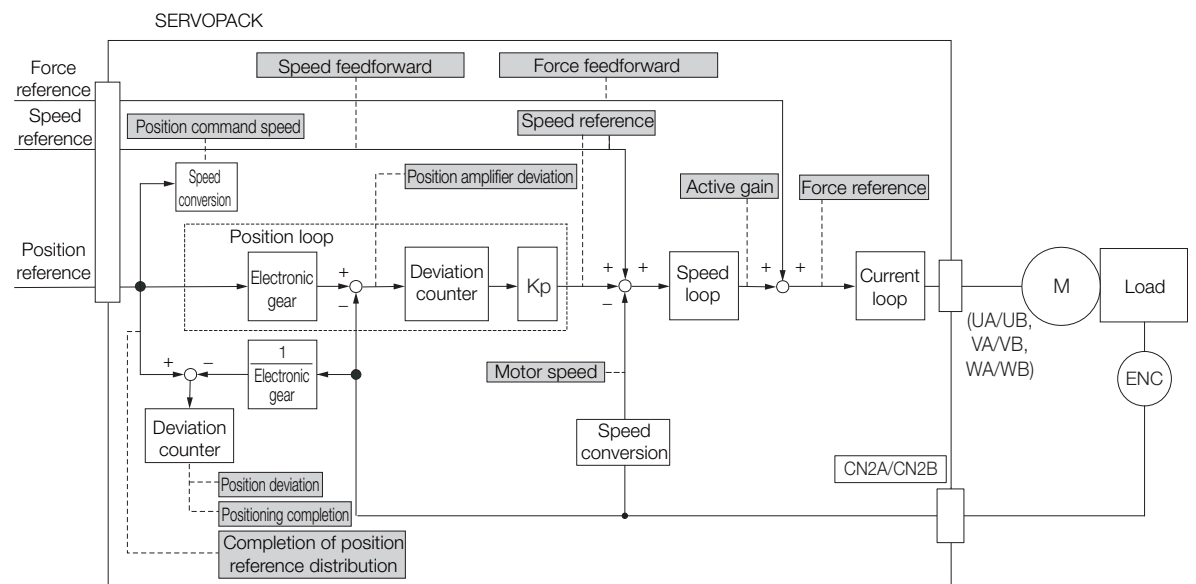 SERVOPACK
Force
reference
Speed
reference
Speed feedforward
Force feedforward
Position command speed
Speed reference
Speed
conversion
Position amplifier deviation
Active gain
Force reference
Position
reference
Position loop
Electronic
gear
+
−
Deviation
counter
Kp
+
+
−
Speed
loop
+
+
Current
loop
M
Load
(UA/UB,
VA/VB,
WA/WB)
ENC
+
−
1
Electronic
gear
Motor speed
Deviation
counter
Speed
conversion
CN2A/CN2B
Position deviation
Positioning completion
Completion of position
reference distribution